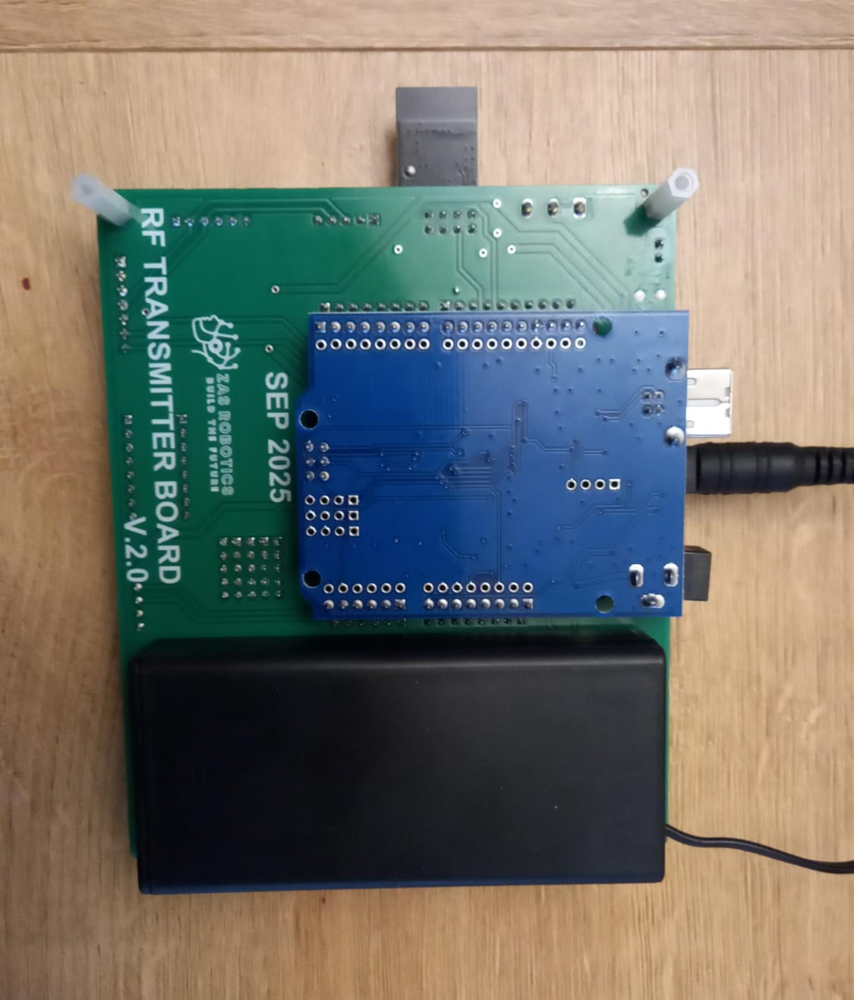 RF TRANSMITTER BOARD
V.2.0
ZAS ROBOTICS
BUILD THE FUTURE
SEP 2025